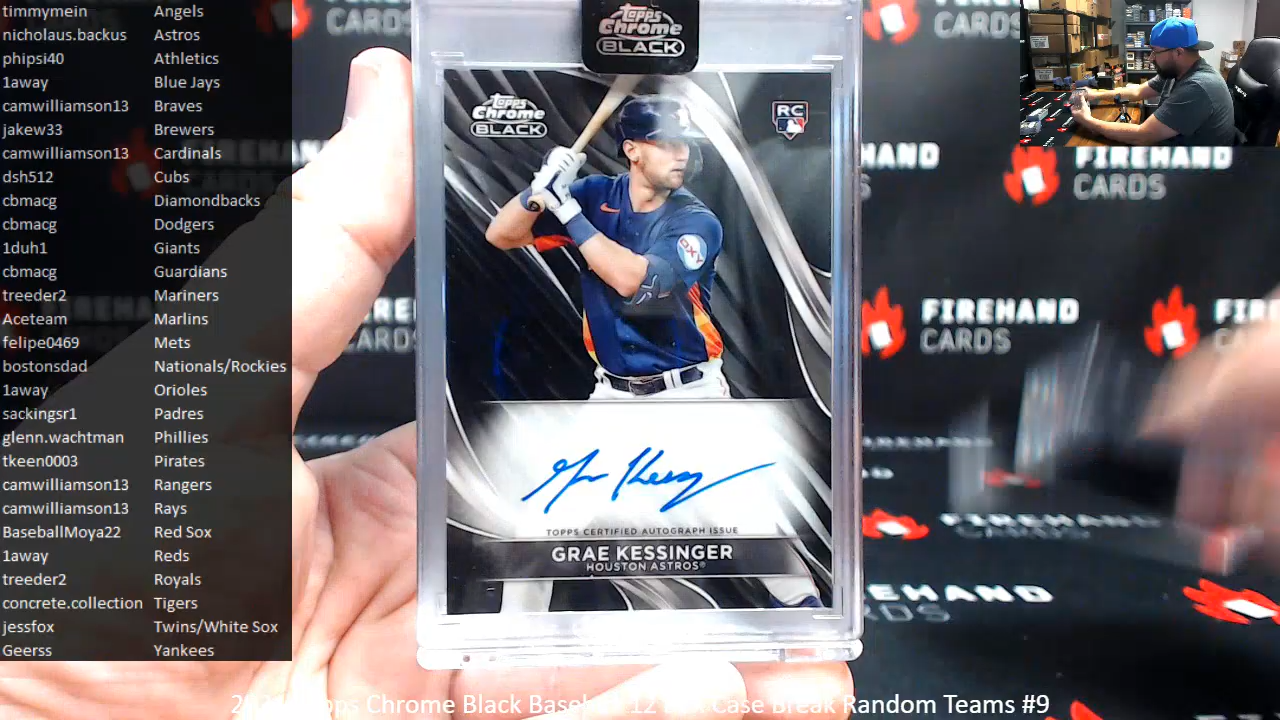 timmymein Angels
nicholaus.backus Astros
phipsi40 Athletics
1away Blue Jays
camwilliamson13 Braves
jakew33 Brewers
camwilliamson13 Cardinals
dsh512 Cubs
cbmacg Diamondbacks
cbmacg Dodgers
1duh1 Giants
cbmacg Guardians
treeder2 Mariners
Aceteam Marlins
felipe0469 Mets
bostonsdad Nationals/Rockies
1away Orioles
sackingsr1 Padres
glenn.wachtman Phillies
tkeen0003 Pirates
camwilliamson13 Rangers
camwilliamson13 Rays
BaseballMoya22 Red Sox
1away Reds
treeder2 Royals
concrete.collection Tigers
jessfox Twins/White Sox
Geerss Yankees
Topps
Chrome
BLACK
Topps
Chrome
BLACK
RC
OXY
TOPPS CERTIFIED AUTOGRAPH ISSUE
GRAE KESSINGER
HOUSTON ASTROS®
FIREHAND
CARDS
FIREHAND
CARDS
FIREHAND
CARDS
FIREHAND
Chrome Black Case Break Random Teams #9